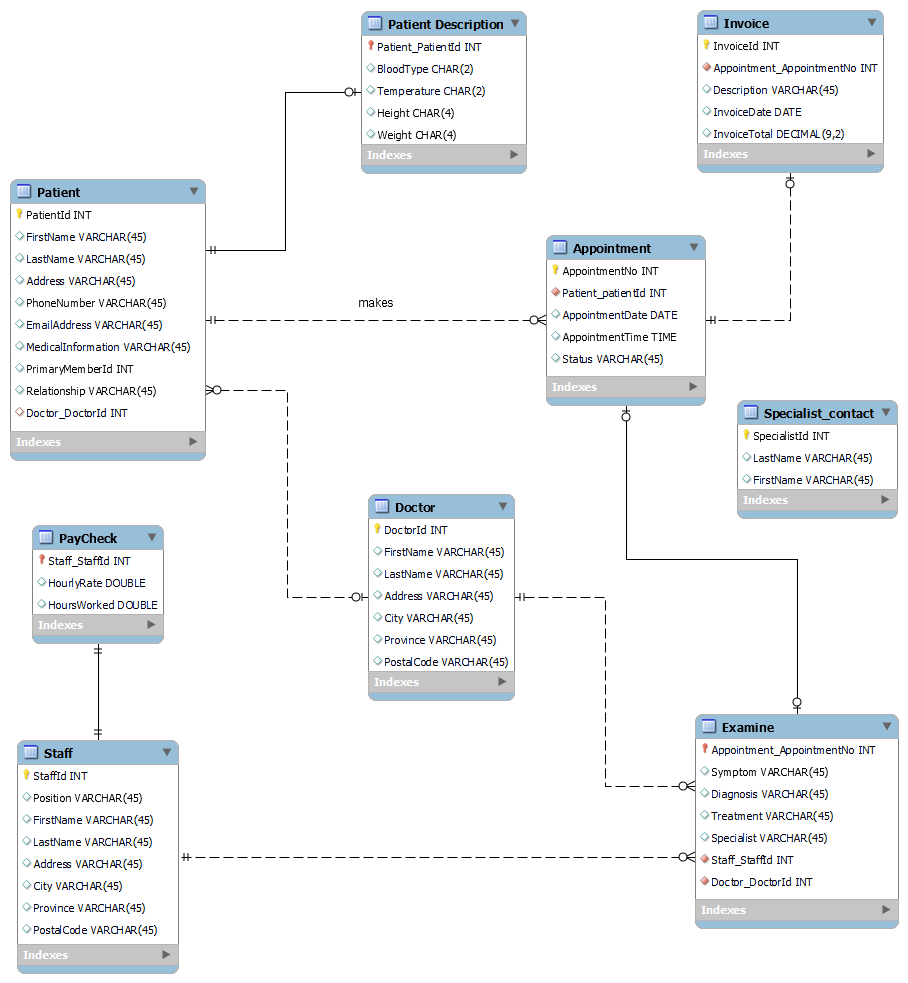 Patient Description
Patient_PatientId INT
BloodType CHAR(2)
Temperature CHAR(2)
Height CHAR(4)
Weight CHAR(4)
Indexes
Invoice
InvoiceId INT
Appointment_AppointmentNo INT
Description VARCHAR(45)
InvoiceDate DATE
InvoiceTotal DECIMAL(9,2)
Indexes
Patient
PatientId INT
FirstName VARCHAR(45)
LastName VARCHAR(45)
Address VARCHAR(45)
PhoneNumber VARCHAR(45)
EmailAddress VARCHAR(45)
MedicalInformation VARCHAR(45)
PrimaryMemberId INT
Relationship VARCHAR(45)
Doctor_DoctorId INT
Indexes
makes
Appointment
AppointmentNo INT
Patient_patientId INT
AppointmentDate DATE
AppointmentTime TIME
Status VARCHAR(45)
Indexes
Specialist_contact
SpecialistId INT
LastName VARCHAR(45)
FirstName VARCHAR(45)
Indexes
Doctor
DoctorId INT
FirstName VARCHAR(45)
LastName VARCHAR(45)
Address VARCHAR(45)
City VARCHAR(45)
Province VARCHAR(45)
PostalCode VARCHAR(45)
Indexes
PayCheck
Staff_StaffId INT
HourlyRate DOUBLE
HoursWorked DOUBLE
Indexes
Staff
StaffId INT
Position VARCHAR(45)
FirstName VARCHAR(45)
LastName VARCHAR(45)
Address VARCHAR(45)
City VARCHAR(45)
Province VARCHAR(45)
PostalCode VARCHAR(45)
Indexes
Examine
Appointment_AppointmentNo INT
Symptom VARCHAR(45)
Diagnosis VARCHAR(45)
Treatment VARCHAR(45)
Specialist VARCHAR(45)
Staff_StaffId INT
Doctor_DoctorId INT
Indexes